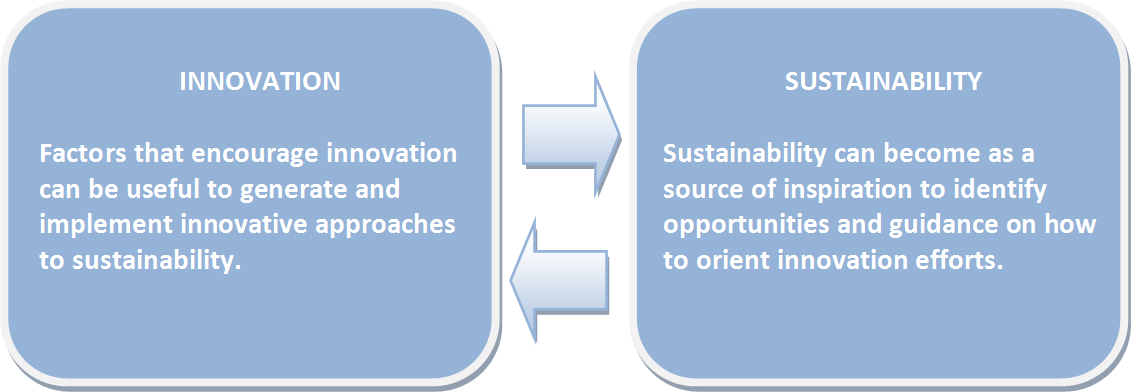 INNOVATION
Factors that encourage innovation
can be useful to generate and
implement innovative approaches
to sustainability.
SUSTAINABILITY
Sustainability can become as a
source of inspiration to identify
opportunities and guidance on how
to orient innovation efforts.